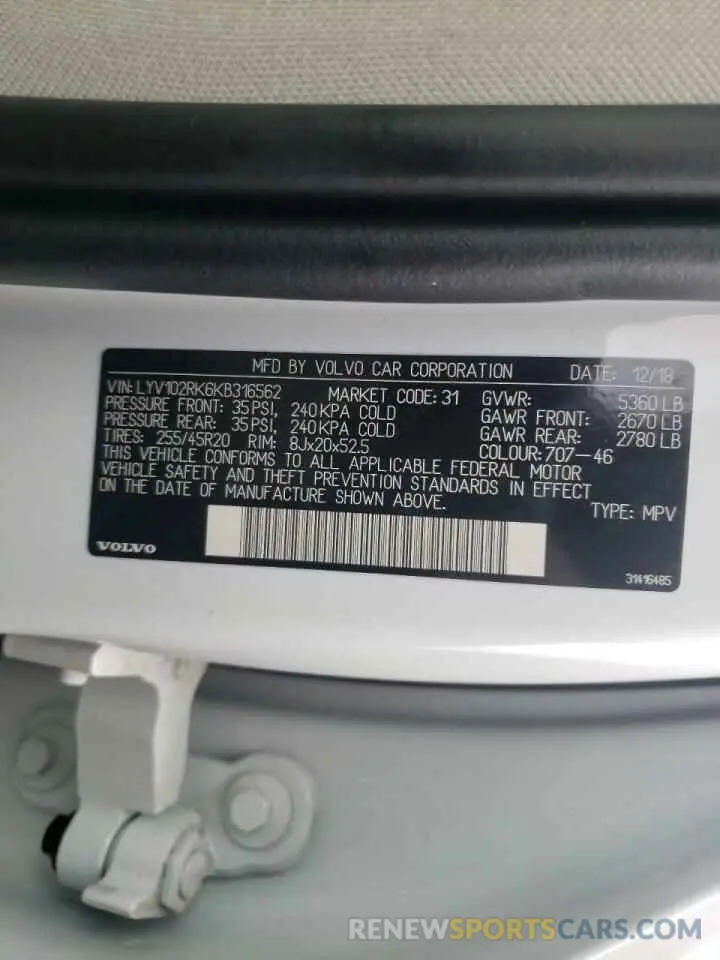 MFD BY VOLVO CAR CORPORATION DATE: 12/18
VIN: LYV102RK6KB316562 MARKET CODE: 31 GVWR: 5360 LB
PRESSURE FRONT: 35 PSI, 240 KPA COLD GAWR FRONT: 2670 LB
PRESSURE REAR: 35 PSI, 240 KPA COLD GAWR REAR: 2780 LB
TIRES: 255/45R20 RIM: 8Jx20x52.5 COLOUR: 707-46
THIS VEHICLE CONFORMS TO ALL APPLICABLE FEDERAL MOTOR
VEHICLE SAFETY AND THEFT PREVENTION STANDARDS IN EFFECT
ON THE DATE OF MANUFACTURE SHOWN ABOVE.
TYPE: MPV
VOLVO
31416485
RENEWSPORTSCARS.COM